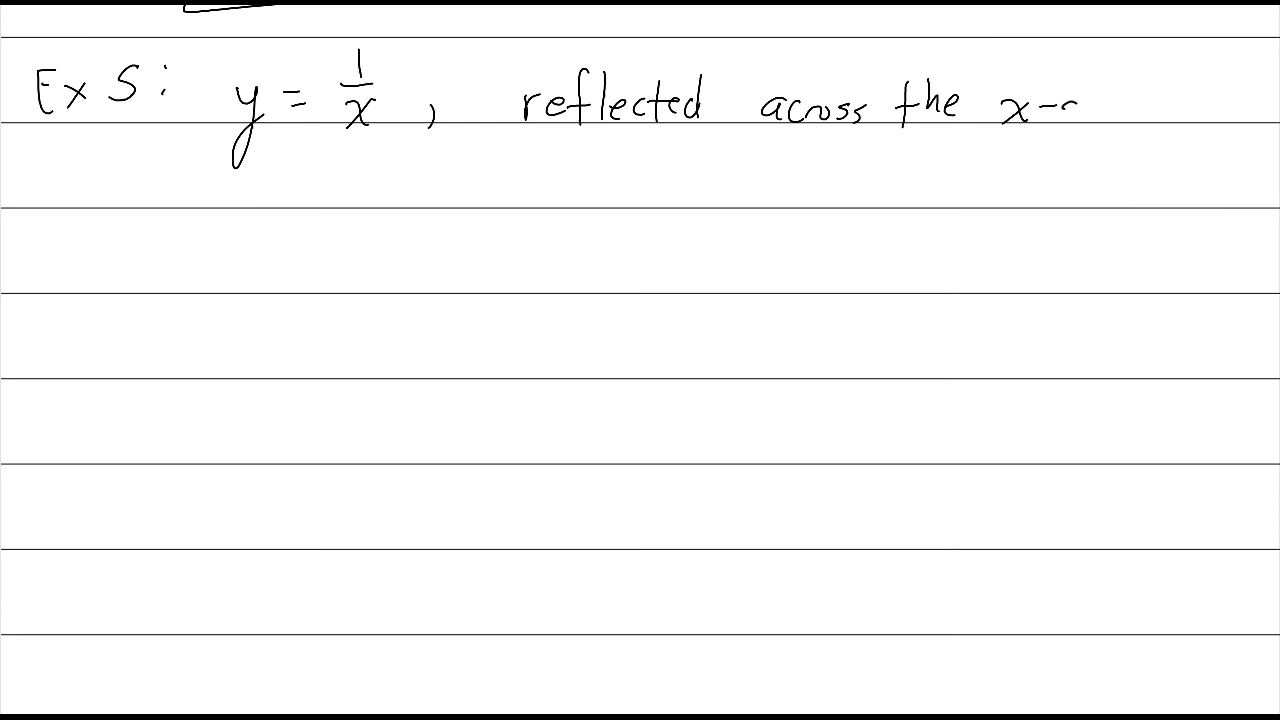 Ex 5: y = 1/x, reflected across the x-